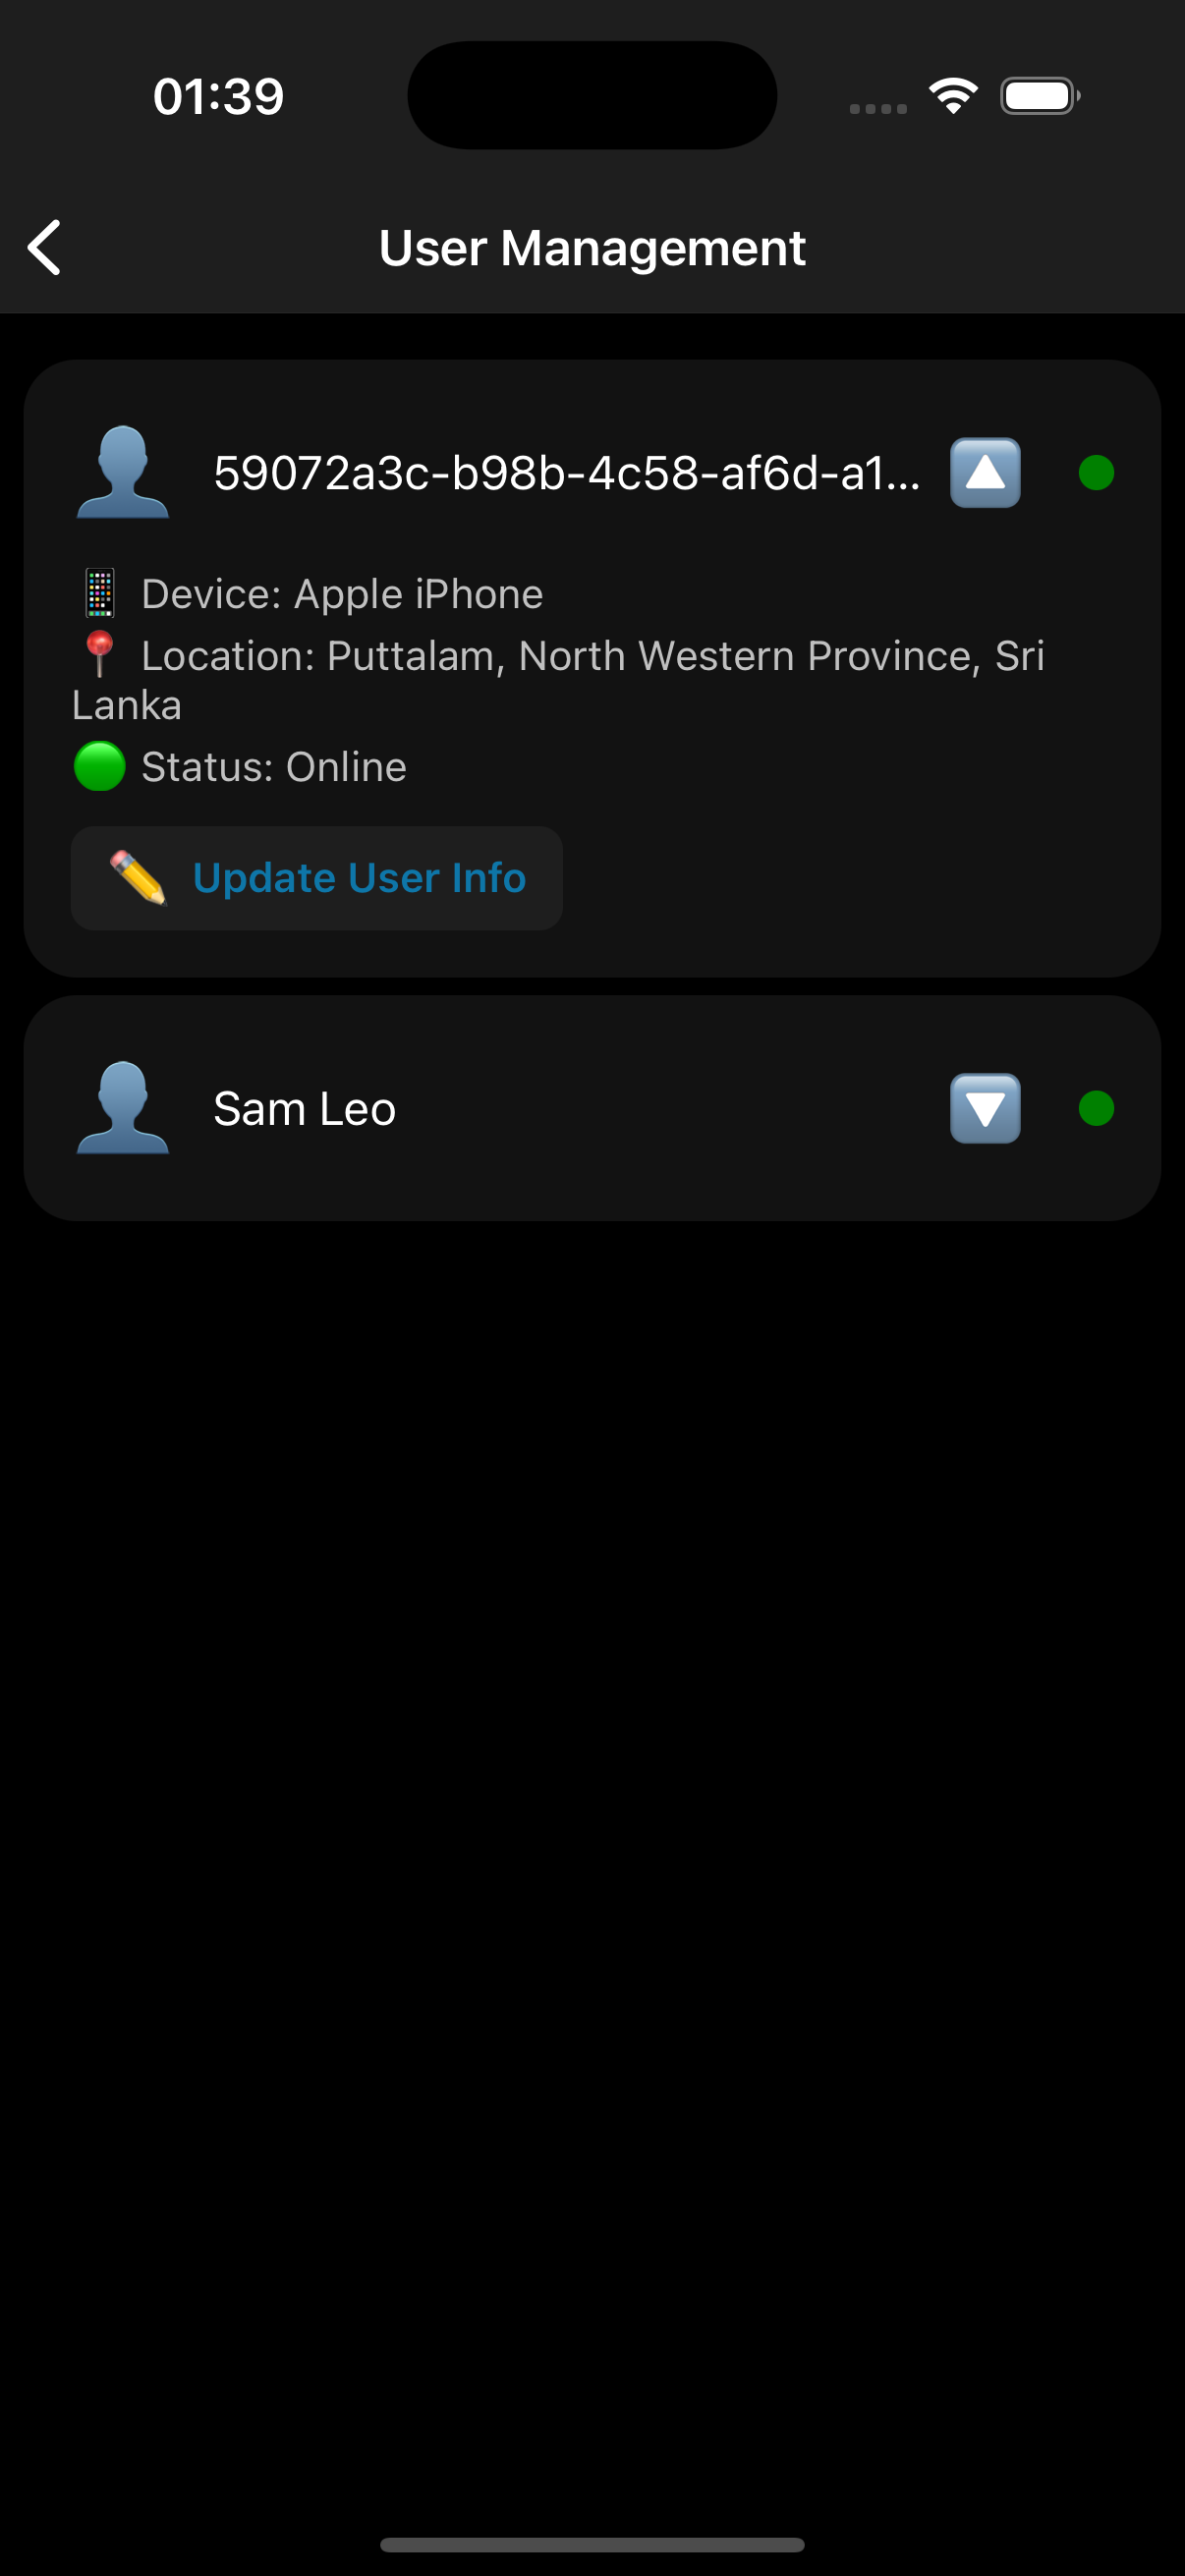 01:39
User Management
59072a3c-b98b-4c58-af6d-a1...
Device: Apple iPhone
Location: Puttalam, North Western Province, Sri
Lanka
Status: Online
Update User Info
Sam Leo